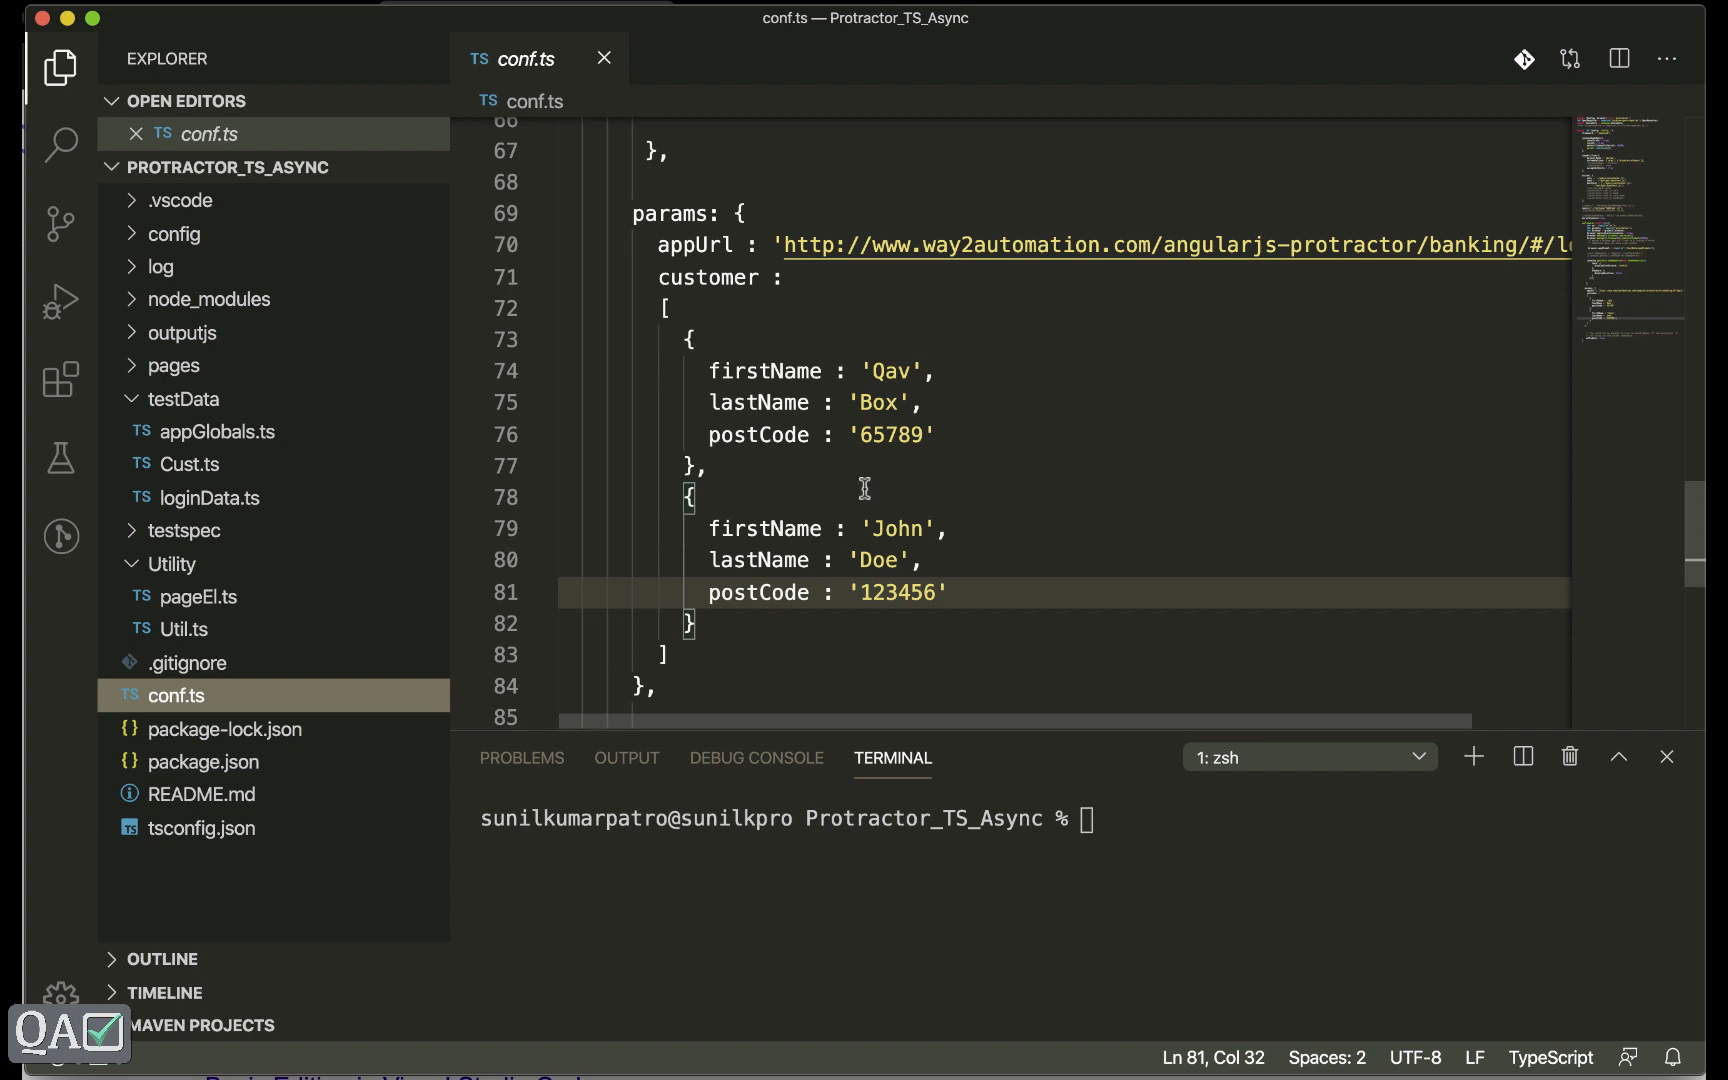 conf.ts — Protractor_TS_Async
EXPLORER
OPEN EDITORS
TS conf.ts
PROTRACTOR_TS_ASYNC
.vscode
config
log
node_modules
outputjs
pages
testData
TS appGlobals.ts
TS Cust.ts
TS loginData.ts
testspec
Utility
TS pageEl.ts
TS Util.ts
.gitignore
TS conf.ts
{} package-lock.json
{} package.json
README.md
TS tsconfig.json
OUTLINE
TIMELINE
MAVEN PROJECTS
QA
TS conf.ts
TS conf.ts
66
67 },
68
69 params: {
70 appUrl : 'http://www.way2automation.com/angularjs-protractor/banking/#/lo
71 customer :
72 [
73 {
74 firstName : 'Qav',
75 lastName : 'Box',
76 postCode : '65789'
77 },
78 {
79 firstName : 'John',
80 lastName : 'Doe',
81 postCode : '123456'
82 }
83 ]
84 },
85
PROBLEMS OUTPUT DEBUG CONSOLE TERMINAL 1: zsh
sunilkumarpatro@sunilkpro Protractor_TS_Async %
Ln 81, Col 32 Spaces: 2 UTF-8 LF TypeScript